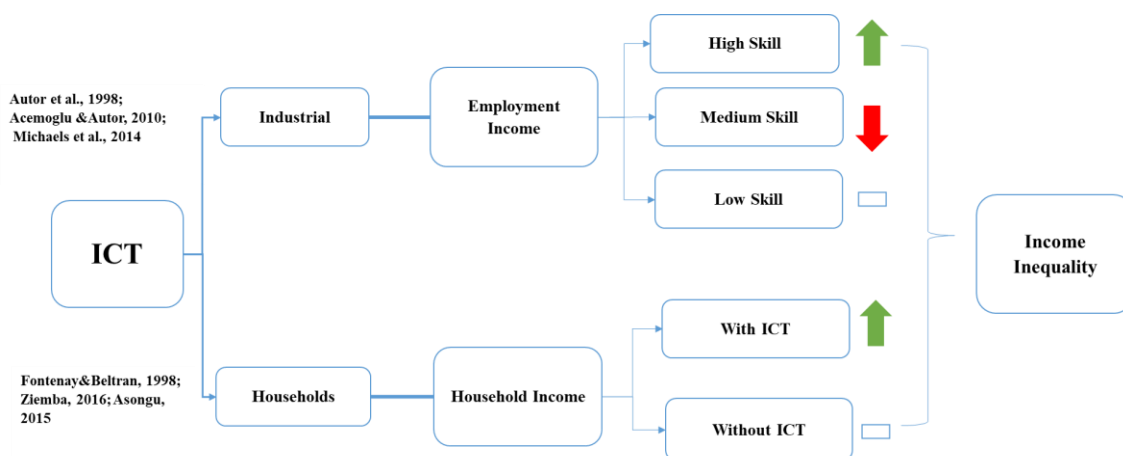 Autor et al., 1998;
Acemoglu &Autor, 2010;
Michaels et al., 2014
ICT
Industrial
Employment
Income
High Skill
Medium Skill
Low Skill
Income
Inequality
Fontenay&Beltran, 1998;
Ziemba, 2016; Asongu,
2015
Households
Household Income
With ICT
Without ICT